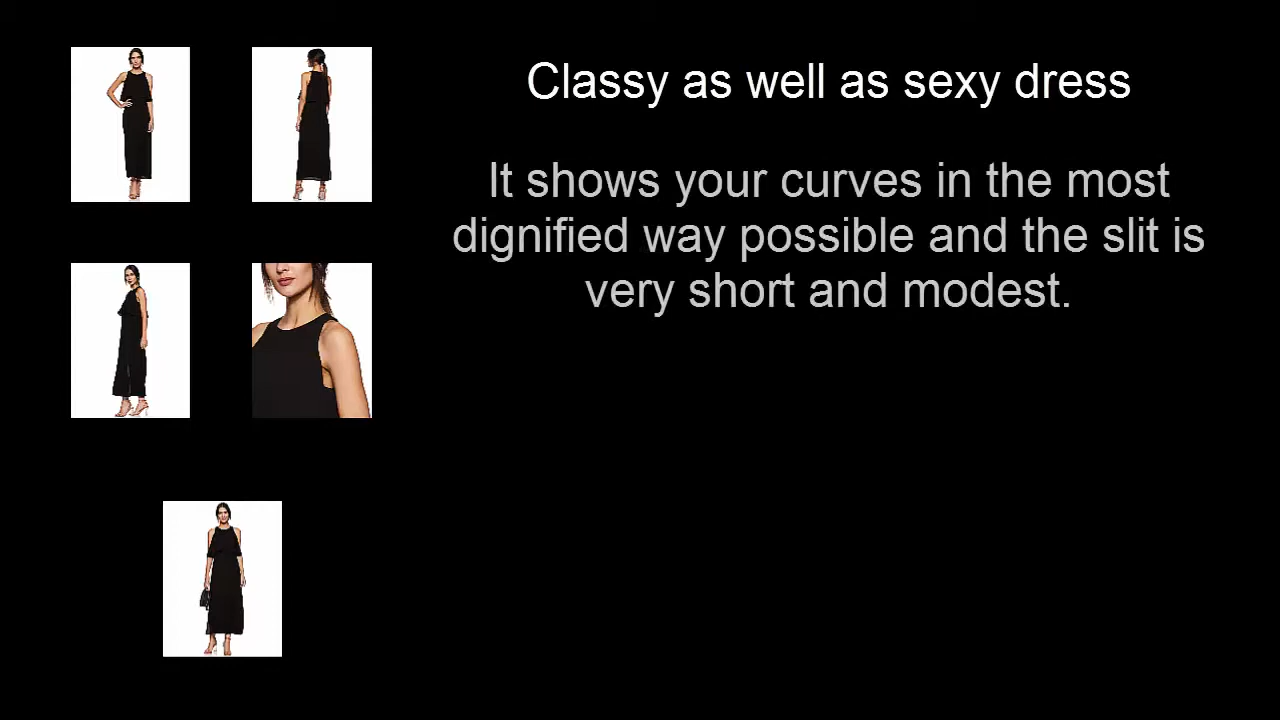 Classy as well as sexy dress
It shows your curves in the most
dignified way possible and the slit is
very short and modest.